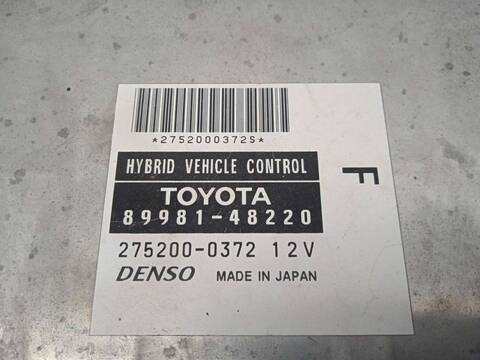 *2752000372S*
HYBRID VEHICLE CONTROL
TOYOTA
89981-48220
275200-0372 12V
DENSO MADE IN JAPAN
F